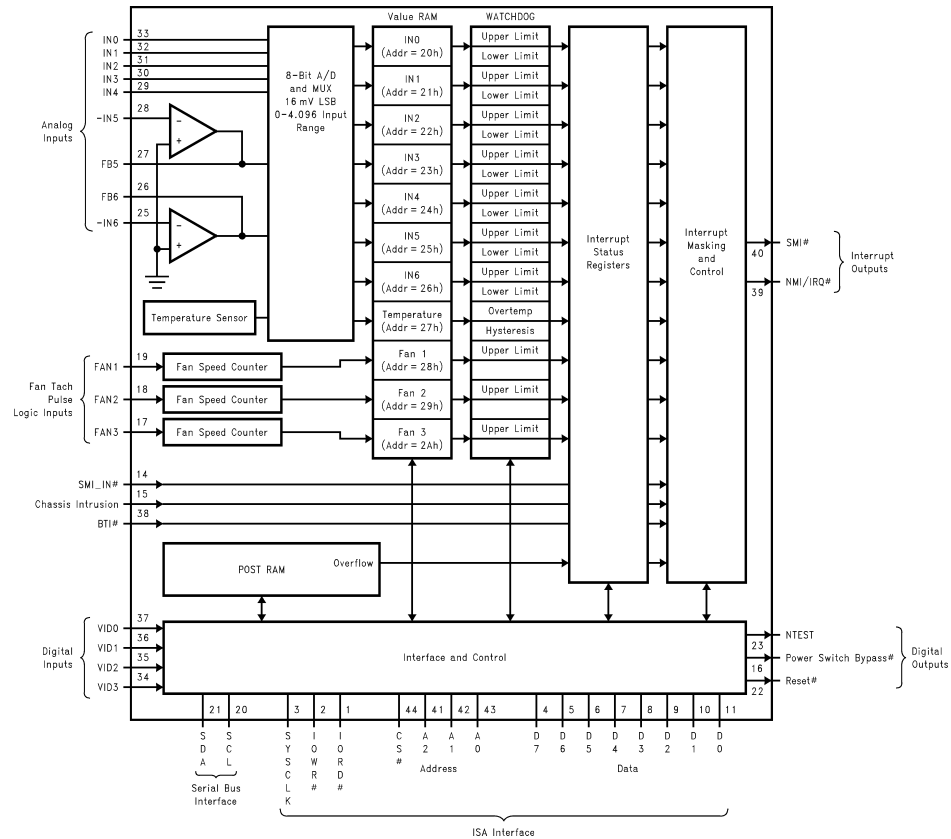 Value RAM
WATCHDOG
IN0
33
IN1
32
IN2
31
IN3
30
IN4
29
-IN5
28
FB5
27
FB6
26
-IN6
25
Analog
Inputs
-
+
-
+
8-Bit A/D
and MUX
16 mV LSB
0-4.096 Input
Range
Temperature Sensor
IN0
(Addr = 20h)
IN1
(Addr = 21h)
IN2
(Addr = 22h)
IN3
(Addr = 23h)
IN4
(Addr = 24h)
IN5
(Addr = 25h)
IN6
(Addr = 26h)
Temperature
(Addr = 27h)
Fan 1
(Addr = 28h)
Fan 2
(Addr = 29h)
Fan 3
(Addr = 2Ah)
Upper Limit
Lower Limit
Upper Limit
Lower Limit
Upper Limit
Lower Limit
Upper Limit
Lower Limit
Upper Limit
Lower Limit
Upper Limit
Lower Limit
Upper Limit
Lower Limit
Overtemp
Hysteresis
Upper Limit
Upper Limit
Upper Limit
Interrupt
Status
Registers
Interrupt
Masking
and
Control
SMI#
40
NMI/IRQ#
39
Interrupt
Outputs
Fan Tach
Pulse
Logic Inputs
FAN1
19
Fan Speed Counter
FAN2
18
Fan Speed Counter
FAN3
17
Fan Speed Counter
SMI_IN#
14
Chassis Intrusion
15
BTI#
38
POST RAM
Overflow
Digital
Inputs
VID0
37
VID1
36
VID2
35
VID3
34
Interface and Control
NTEST
23
Power Switch Bypass#
16
Reset#
22
Digital
Outputs
21 20 3 2 1 44 41 42 43 4 5 6 7 8 9 10 11
SDA
SCL
SYSCLK
IOWR#
IORD#
CS#
A2
A1
A0
D7
D6
D5
D4
D3
D2
D1
D0
Serial Bus
Interface
Address
Data
ISA Interface